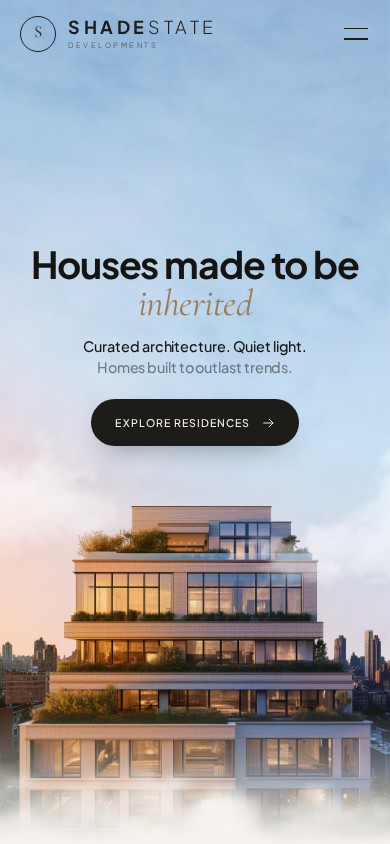 S
SHADESTATE
DEVELOPMENTS
Houses made to be
inherited
Curated architecture. Quiet light.
Homes built to outlast trends.
EXPLORE RESIDENCES →